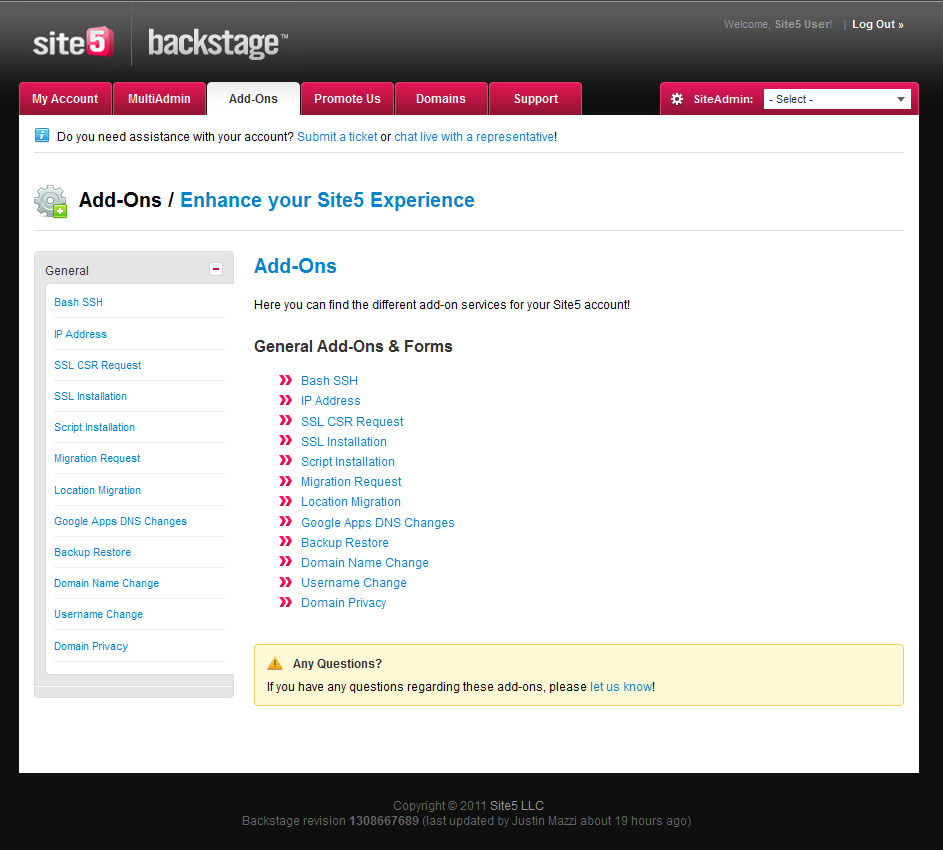 site5 backstage™
Welcome, Site5 User! | Log Out »
My Account MultiAdmin Add-Ons Promote Us Domains Support SiteAdmin: - Select -
Do you need assistance with your account? Submit a ticket or chat live with a representative!
Add-Ons / Enhance your Site5 Experience
General
Bash SSH
IP Address
SSL CSR Request
SSL Installation
Script Installation
Migration Request
Location Migration
Google Apps DNS Changes
Backup Restore
Domain Name Change
Username Change
Domain Privacy
Add-Ons
Here you can find the different add-on services for your Site5 account!
General Add-Ons & Forms
Bash SSH
IP Address
SSL CSR Request
SSL Installation
Script Installation
Migration Request
Location Migration
Google Apps DNS Changes
Backup Restore
Domain Name Change
Username Change
Domain Privacy
Any Questions?
If you have any questions regarding these add-ons, please let us know!
Copyright © 2011 Site5 LLC
Backstage revision 1308667689 (last updated by Justin Mazzi about 19 hours ago)